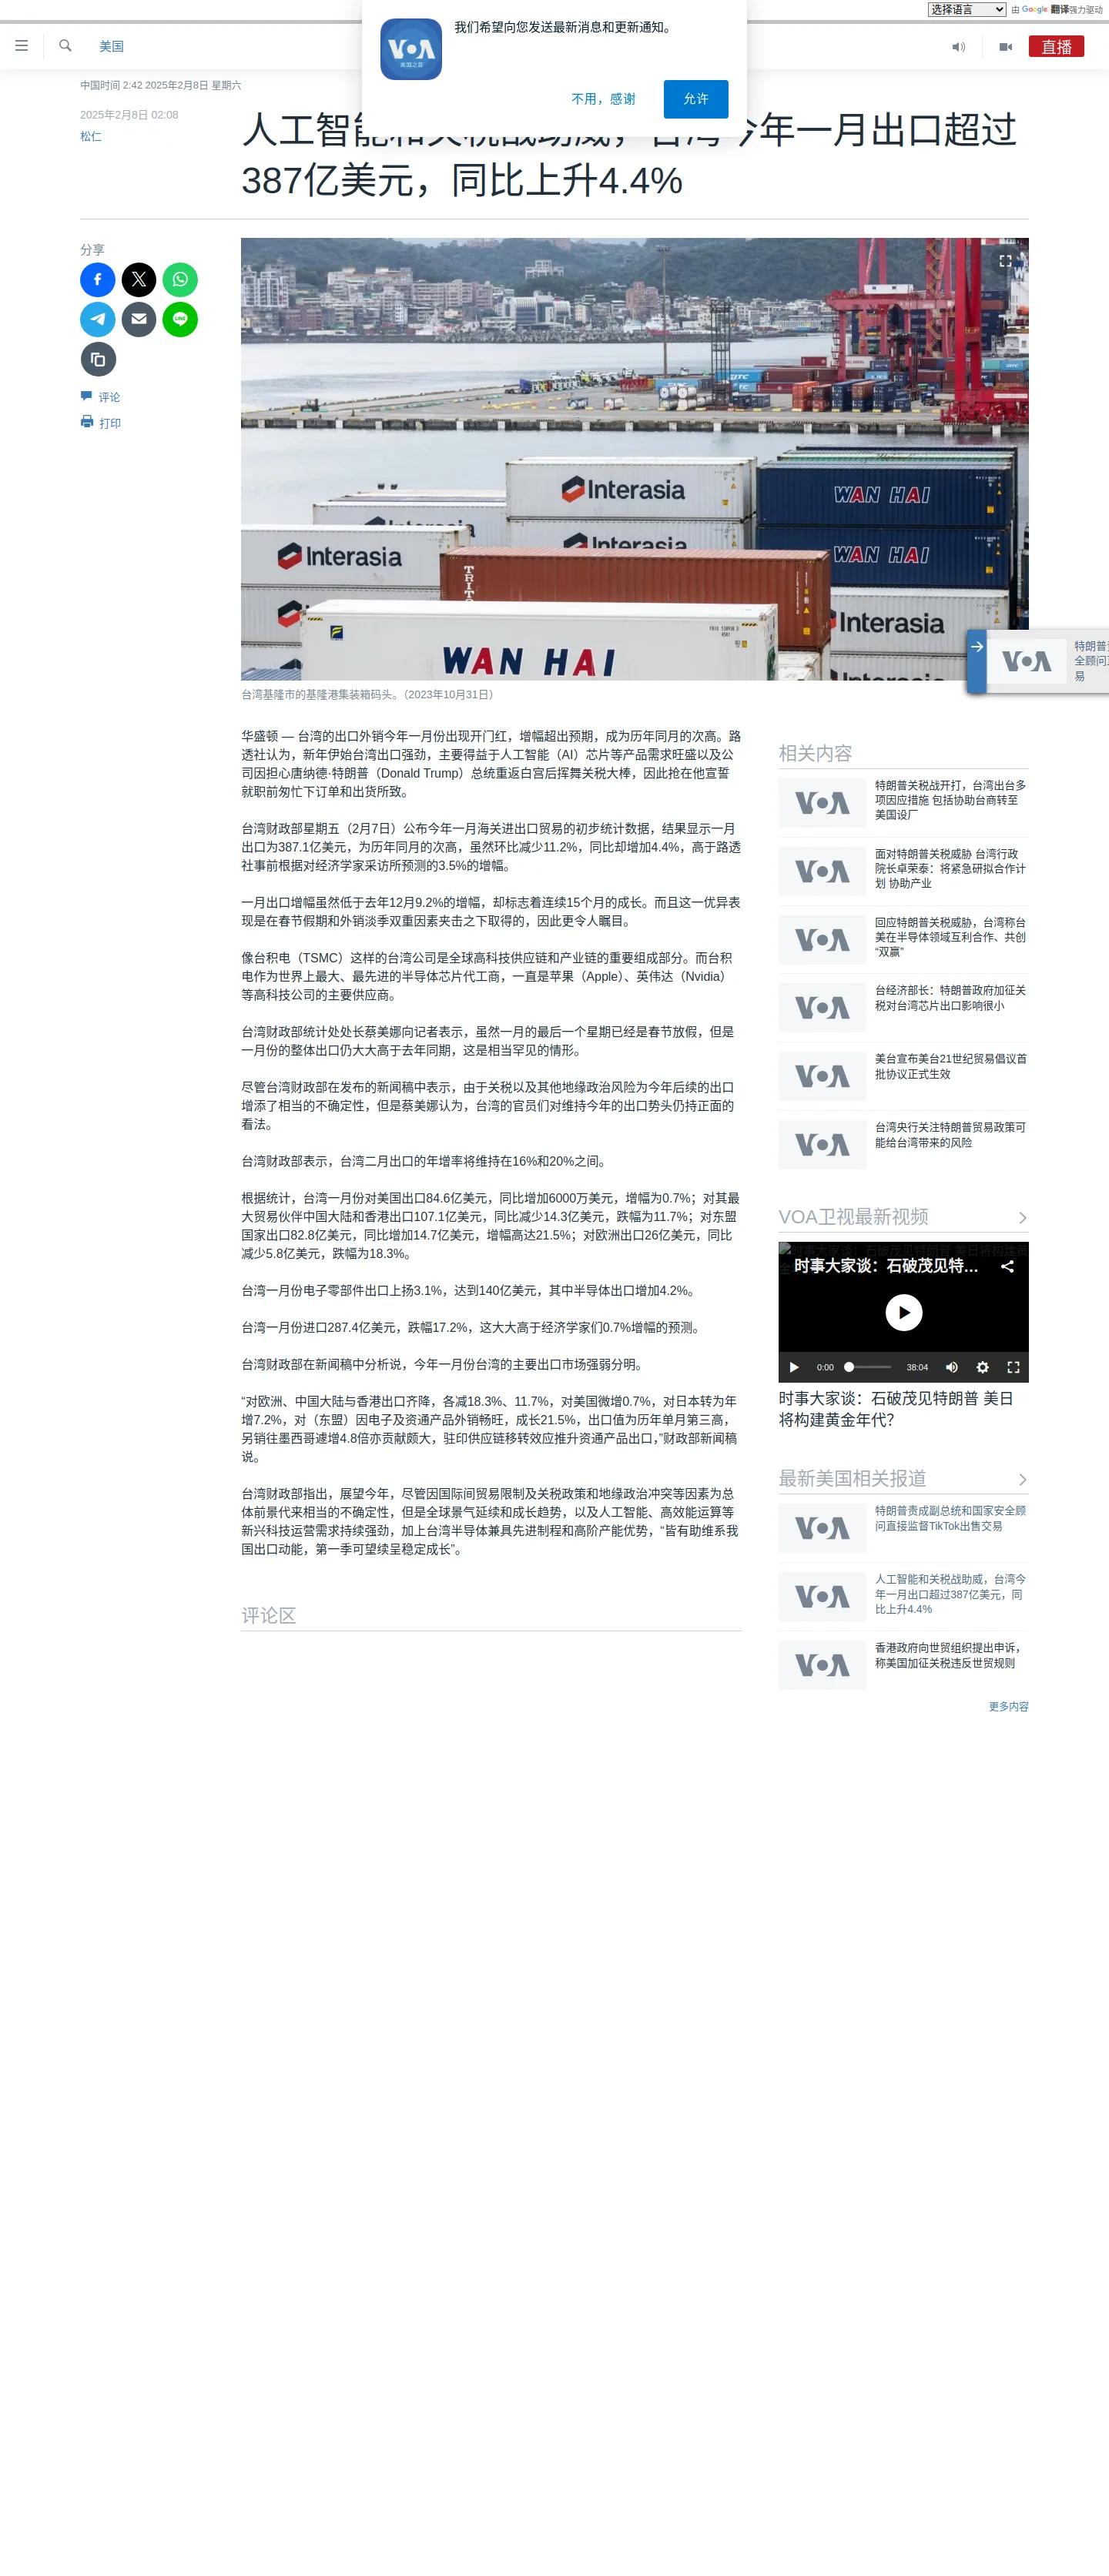 选择语言
由 Google 翻译强力驱动
我们希望向您发送最新消息和更新通知。
VOA
美国之音
不用，感谢
允许
美国
直播
中国时间 2:42 2025年2月8日 星期六
2025年2月8日 02:08
松仁
人工智能和关税战助威，台湾今年一月出口超过
387亿美元，同比上升4.4%
分享
LINE
评论
打印
Interasia
WAN HAI
Interasia
Interasia
WAN HAI
TRITO
Interasia
WAN HAI
台湾基隆市的基隆港集装箱码头。（2023年10月31日）
VOA
特朗普责
全顾问直
易
华盛顿 — 台湾的出口外销今年一月份出现开门红，增幅超出预期，成为历年同月的次高。路
透社认为，新年伊始台湾出口强劲，主要得益于人工智能（AI）芯片等产品需求旺盛以及公
司因担心唐纳德·特朗普（Donald Trump）总统重返白宫后挥舞关税大棒，因此抢在他宣誓
就职前匆忙下订单和出货所致。
台湾财政部星期五（2月7日）公布今年一月海关进出口贸易的初步统计数据，结果显示一月
出口为387.1亿美元，为历年同月的次高，虽然环比减少11.2%，同比却增加4.4%，高于路透
社事前根据对经济学家采访所预测的3.5%的增幅。
一月出口增幅虽然低于去年12月9.2%的增幅，却标志着连续15个月的成长。而且这一优异表
现是在春节假期和外销淡季双重因素夹击之下取得的，因此更令人瞩目。
像台积电（TSMC）这样的台湾公司是全球高科技供应链和产业链的重要组成部分。而台积
电作为世界上最大、最先进的半导体芯片代工商，一直是苹果（Apple）、英伟达（Nvidia）
等高科技公司的主要供应商。
台湾财政部统计处处长蔡美娜向记者表示，虽然一月的最后一个星期已经是春节放假，但是
一月份的整体出口仍大大高于去年同期，这是相当罕见的情形。
尽管台湾财政部在发布的新闻稿中表示，由于关税以及其他地缘政治风险为今年后续的出口
增添了相当的不确定性，但是蔡美娜认为，台湾的官员们对维持今年的出口势头仍持正面的
看法。
台湾财政部表示，台湾二月出口的年增率将维持在16%和20%之间。
根据统计，台湾一月份对美国出口84.6亿美元，同比增加6000万美元，增幅为0.7%；对其最
大贸易伙伴中国大陆和香港出口107.1亿美元，同比减少14.3亿美元，跌幅为11.7%；对东盟
国家出口82.8亿美元，同比增加14.7亿美元，增幅高达21.5%；对欧洲出口26亿美元，同比
减少5.8亿美元，跌幅为18.3%。
台湾一月份电子零部件出口上扬3.1%，达到140亿美元，其中半导体出口增加4.2%。
台湾一月份进口287.4亿美元，跌幅17.2%，这大大高于经济学家们0.7%增幅的预测。
台湾财政部在新闻稿中分析说，今年一月份台湾的主要出口市场强弱分明。
“对欧洲、中国大陆与香港出口齐降，各减18.3%、11.7%，对美国微增0.7%，对日本转为年
增7.2%，对（东盟）因电子及资通产品外销畅旺，成长21.5%，出口值为历年单月第三高，
另销往墨西哥遽增4.8倍亦贡献颇大，驻印供应链移转效应推升资通产品出口，”财政部新闻稿
说。
台湾财政部指出，展望今年，尽管因国际间贸易限制及关税政策和地缘政治冲突等因素为总
体前景代来相当的不确定性，但是全球景气延续和成长趋势，以及人工智能、高效能运算等
新兴科技运营需求持续强劲，加上台湾半导体兼具先进制程和高阶产能优势，“皆有助维系我
国出口动能，第一季可望续呈稳定成长”。
评论区
相关内容
VOA
特朗普关税战开打，台湾出台多
项因应措施 包括协助台商转至
美国设厂
VOA
面对特朗普关税威胁 台湾行政
院长卓荣泰：将紧急研拟合作计
划 协助产业
VOA
回应特朗普关税威胁，台湾称台
美在半导体领域互利合作、共创
“双赢”
VOA
台经济部长：特朗普政府加征关
税对台湾芯片出口影响很小
VOA
美台宣布美台21世纪贸易倡议首
批协议正式生效
VOA
台湾央行关注特朗普贸易政策可
能给台湾带来的风险
VOA卫视最新视频
时事大家谈：石破茂见特…
0:00
38:04
时事大家谈：石破茂见特朗普 美日
将构建黄金年代？
最新美国相关报道
VOA
特朗普责成副总统和国家安全顾
问直接监督TikTok出售交易
VOA
人工智能和关税战助威，台湾今
年一月出口超过387亿美元，同
比上升4.4%
VOA
香港政府向世贸组织提出申诉，
称美国加征关税违反世贸规则
更多内容